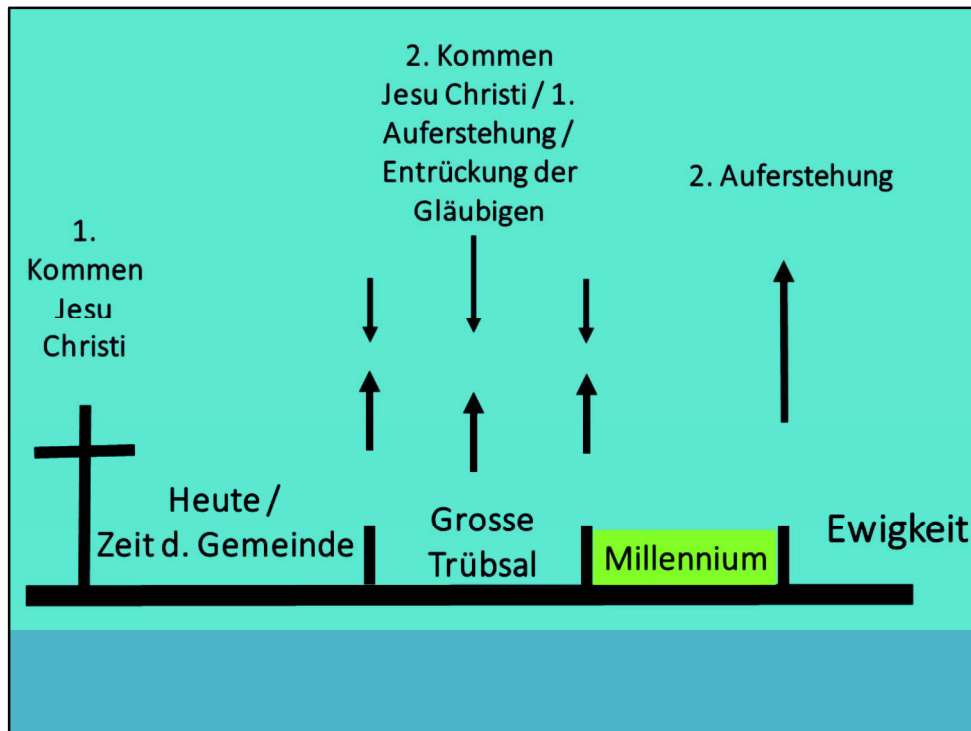 1.
Kommen
Jesu
Christi
2. Kommen
Jesu Christi / 1.
Auferstehung /
Entrückung der
Gläubigen
2. Auferstehung
Heute /
Zeit d. Gemeinde
Grosse
Trübsal
Millennium
Ewigkeit